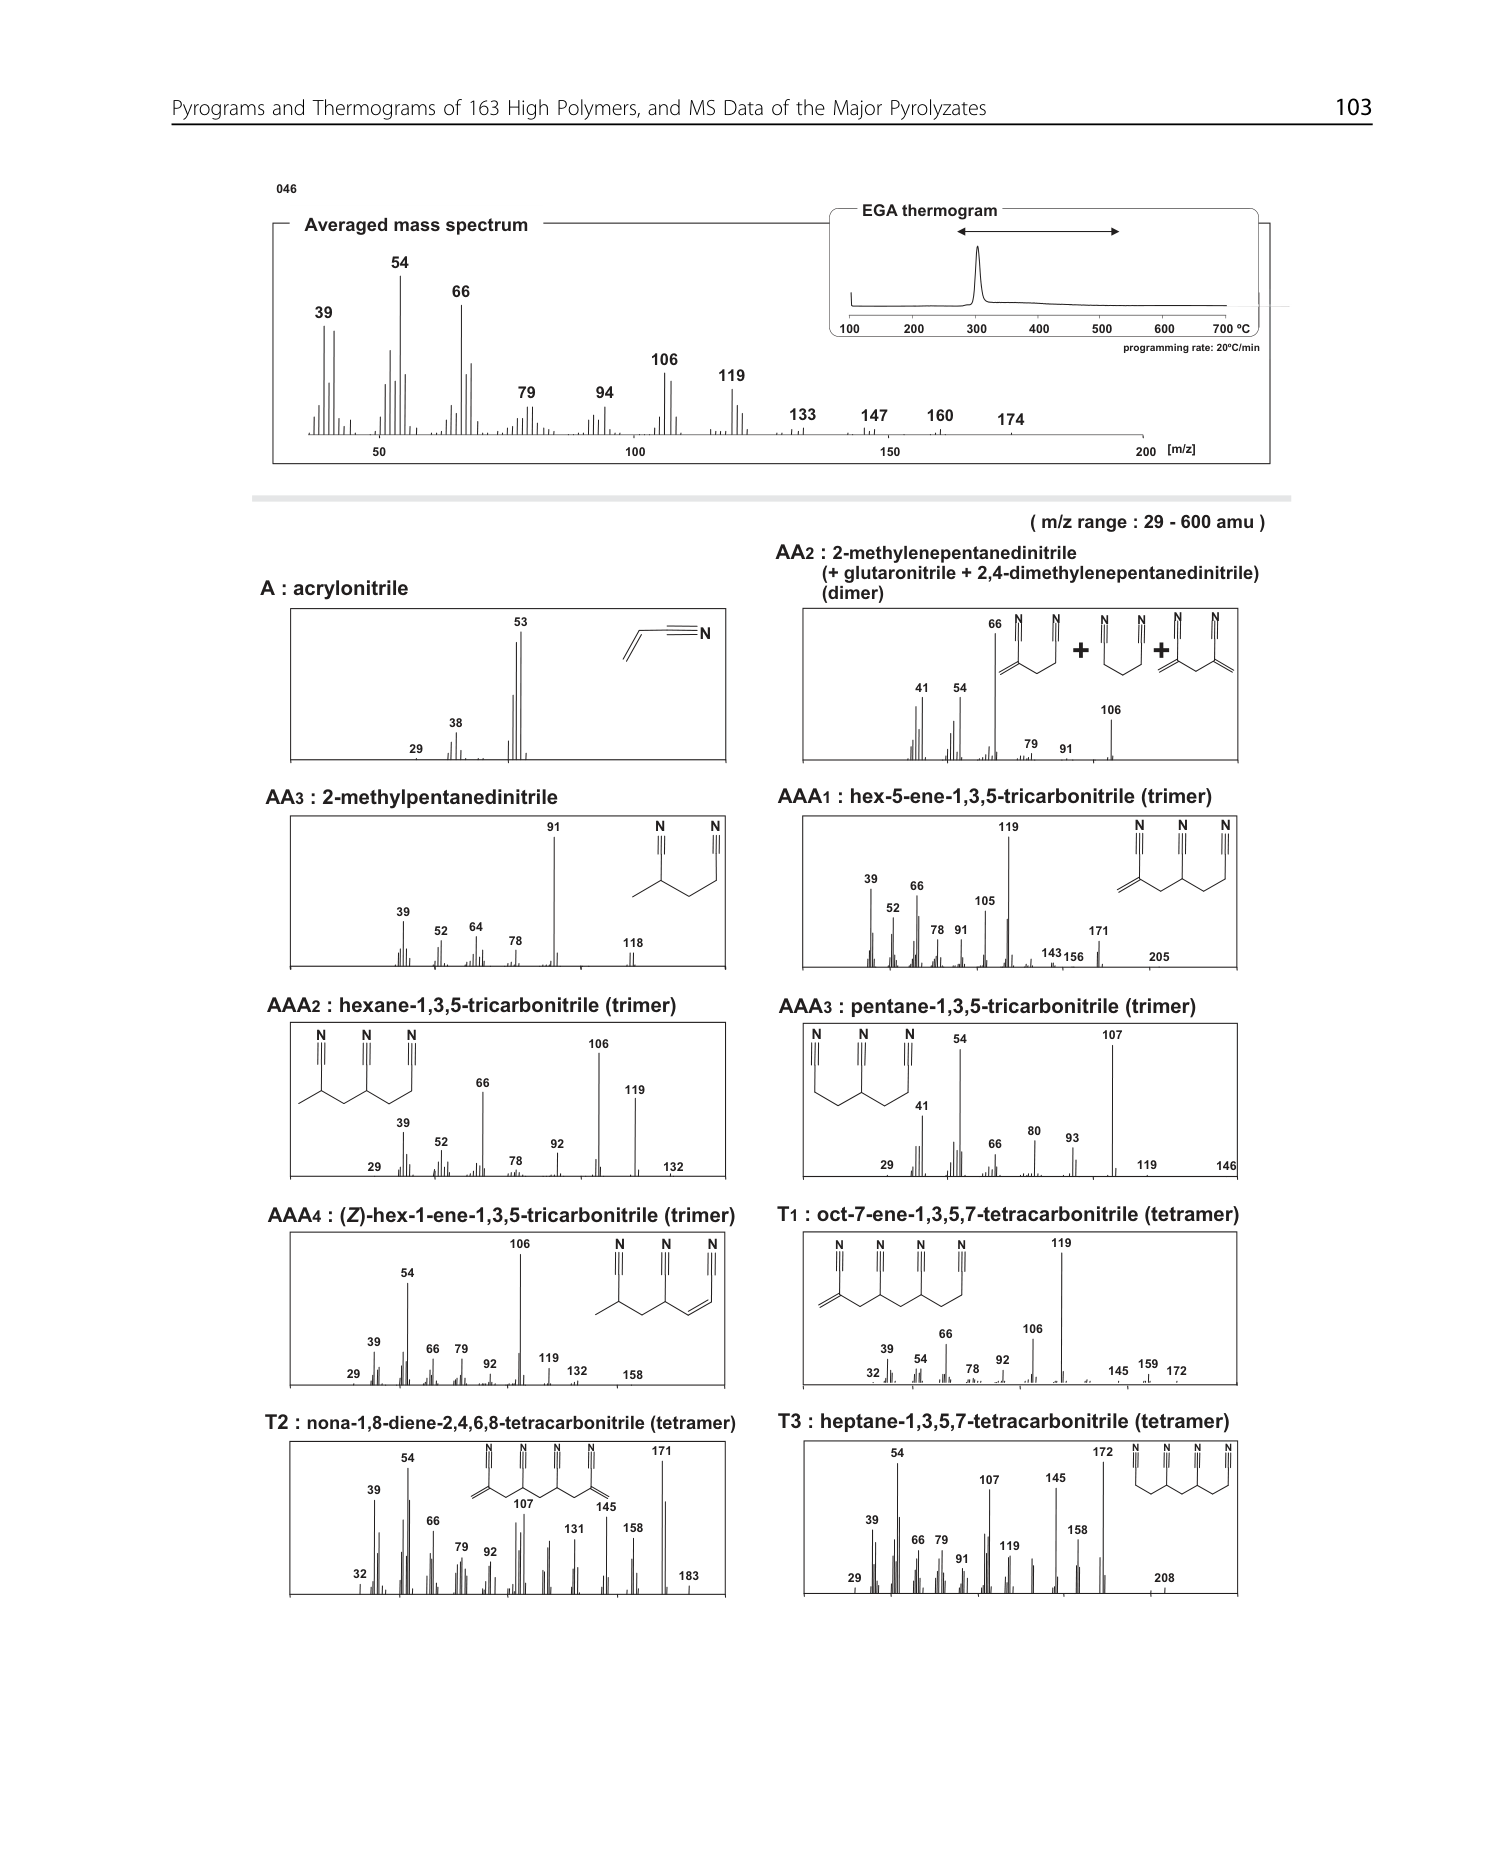 Pyrograms and Thermograms of 163 High Polymers, and MS Data of the Major Pyrolyzates 103
046
Averaged mass spectrum
EGA thermogram
100 200 300 400 500 600 700 ºC
programming rate: 20ºC/min
39 54 66 79 94 106 119 133 147 160 174
50 100 150 200 [m/z]
( m/z range : 29 - 600 amu )
A : acrylonitrile
29 38 53
N
AA2 : 2-methylenepentanedinitrile
(+ glutaronitrile + 2,4-dimethylenepentanedinitrile)
(dimer)
41 54 66 79 91 106
N N + N N + N N
AA3 : 2-methylpentanedinitrile
39 52 64 78 91 118
N N
AAA1 : hex-5-ene-1,3,5-tricarbonitrile (trimer)
39 52 66 78 91 105 119 143 156 171 205
N N N
AAA2 : hexane-1,3,5-tricarbonitrile (trimer)
N N N
29 39 52 66 78 92 106 119 132
AAA3 : pentane-1,3,5-tricarbonitrile (trimer)
N N N
29 41 54 66 80 93 107 119 146
AAA4 : (Z)-hex-1-ene-1,3,5-tricarbonitrile (trimer)
29 39 54 66 79 92 106 119 132 158
N N N
T1 : oct-7-ene-1,3,5,7-tetracarbonitrile (tetramer)
N N N N
32 39 54 66 78 92 106 119 145 159 172
T2 : nona-1,8-diene-2,4,6,8-tetracarbonitrile (tetramer)
N N N N
32 39 54 66 79 92 107 131 145 158 171 183
T3 : heptane-1,3,5,7-tetracarbonitrile (tetramer)
29 39 54 66 79 91 107 119 145 158 172 208
N N N N